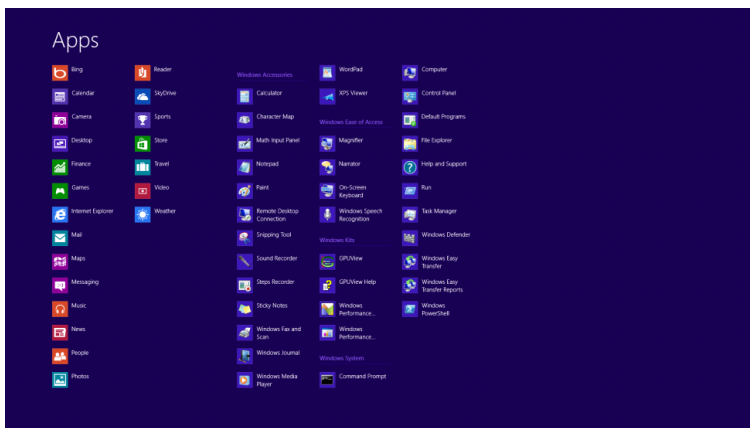 Apps
Bing
Calendar
Camera
Desktop
Finance
Games
Internet Explorer
Mail
Maps
Messaging
Music
News
People
Photos
Reader
SkyDrive
Sports
Store
Travel
Video
Weather
Windows Accessories
Calculator
Character Map
Math Input Panel
Notepad
Paint
Remote Desktop
Connection
Snipping Tool
Sound Recorder
Steps Recorder
Sticky Notes
Windows Fax and
Scan
Windows Journal
Windows Media
Player
WordPad
XPS Viewer
Windows Ease of Access
Magnifier
Narrator
On-Screen
Keyboard
Windows Speech
Recognition
Windows Kits
GPUView
GPUView Help
Windows
Performance...
Windows
Performance...
Windows System
Command Prompt
Computer
Control Panel
Default Programs
File Explorer
Help and Support
Run
Task Manager
Windows Defender
Windows Easy
Transfer
Windows Easy
Transfer Reports
Windows
PowerShell